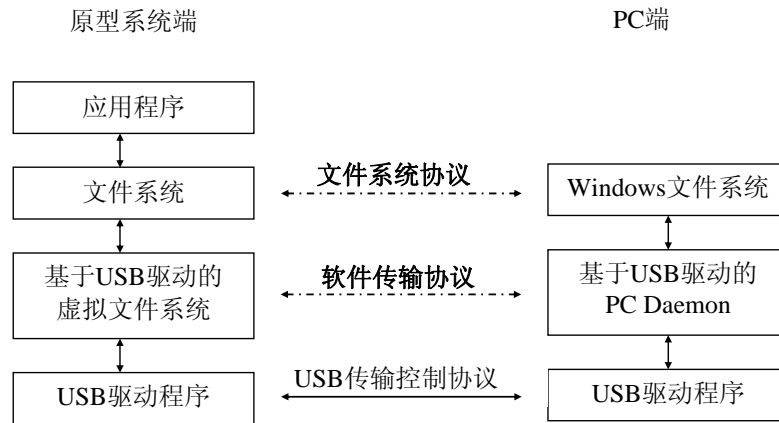 原型系统端
PC端
应用程序
文件系统
文件系统协议
Windows文件系统
基于USB驱动的
虚拟文件系统
软件传输协议
基于USB驱动的
PC Daemon
USB驱动程序
USB传输控制协议
USB驱动程序